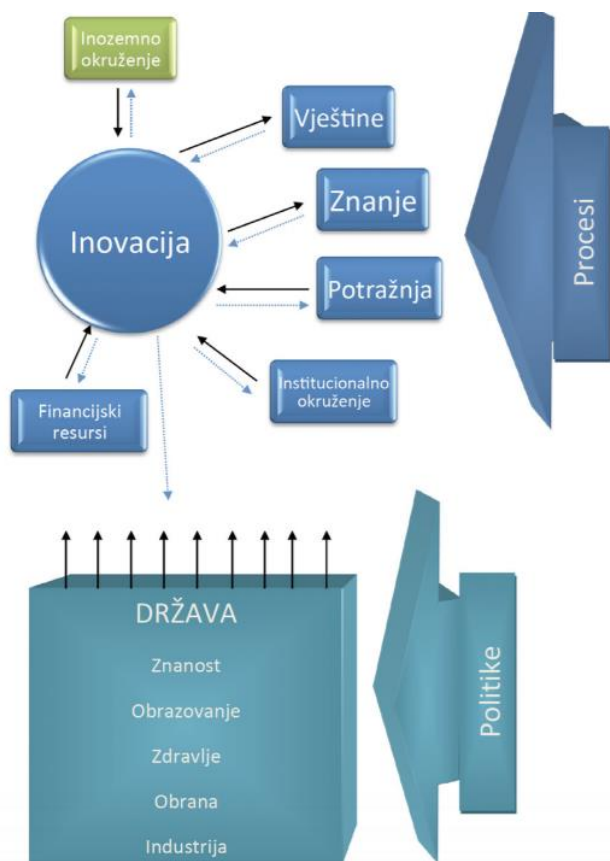 Inozemno
okruženje
Vještine
Znanje
Inovacija
Potražnja
Institucionalno
okruženje
Financijski
resursi
Procesi
DRŽAVA
Znanost
Obrazovanje
Zdravlje
Obrana
Industrija
Politike